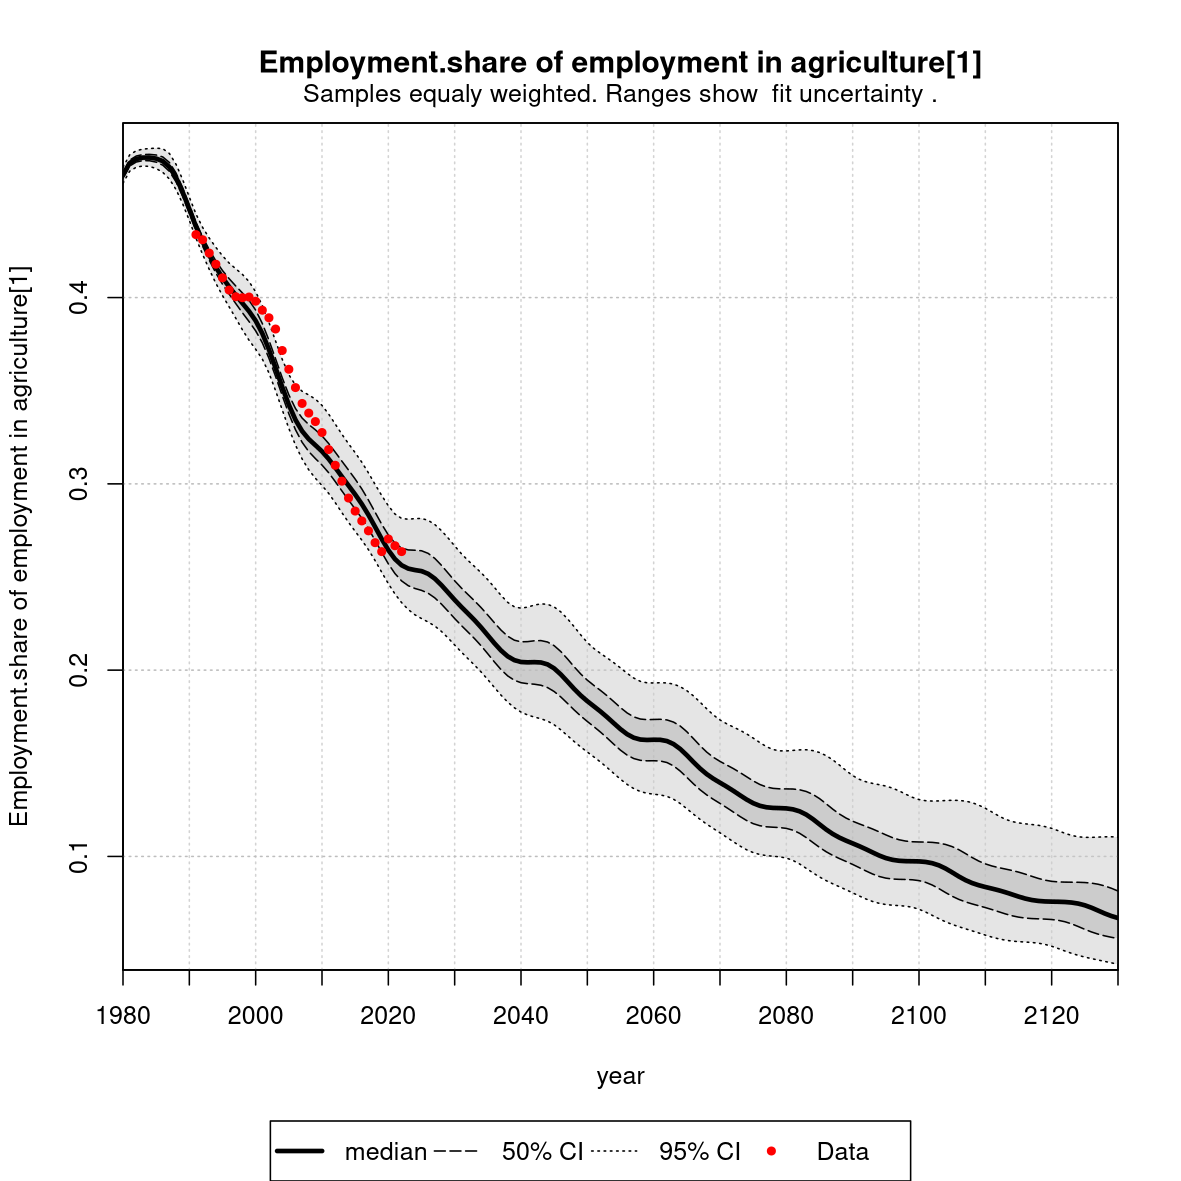 Employment.share of employment in agriculture[1]
Samples equaly weighted. Ranges show  fit uncertainty .
Employment.share of employment in agriculture[1]
0.4
0.3
0.2
0.1
1980 2000 2020 2040 2060 2080 2100 2120
year
median 50% CI 95% CI Data